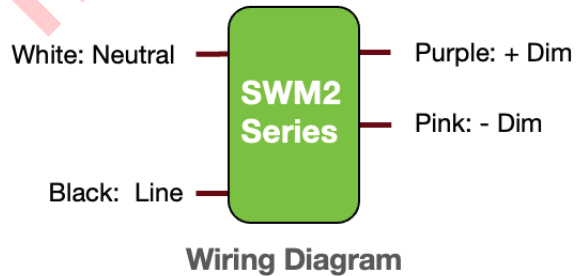 White: Neutral
Purple: + Dim
SWM2
Series
Pink: - Dim
Black: Line
Wiring Diagram